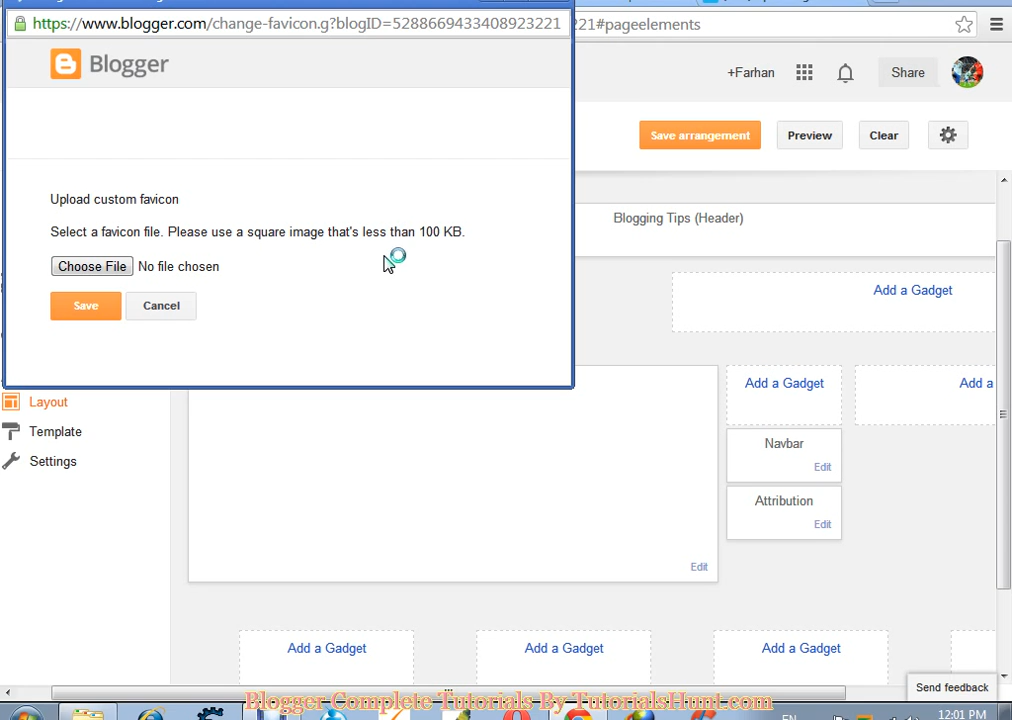 https://www.blogger.com/change-favicon.g?blogID=5288669433408923221
221#pageelements
Blogger
+Farhan
Share
Save arrangement
Preview
Clear
Upload custom favicon
Select a favicon file. Please use a square image that's less than 100 KB.
Choose File No file chosen
Save
Cancel
Blogging Tips (Header)
Add a Gadget
Add a Gadget
Add a
Layout
Template
Settings
Navbar
Edit
Attribution
Edit
Edit
Add a Gadget
Add a Gadget
Add a Gadget
Send feedback
Blogger Complete Tutorials By TutorialsHunt.com
EN
12:01 PM